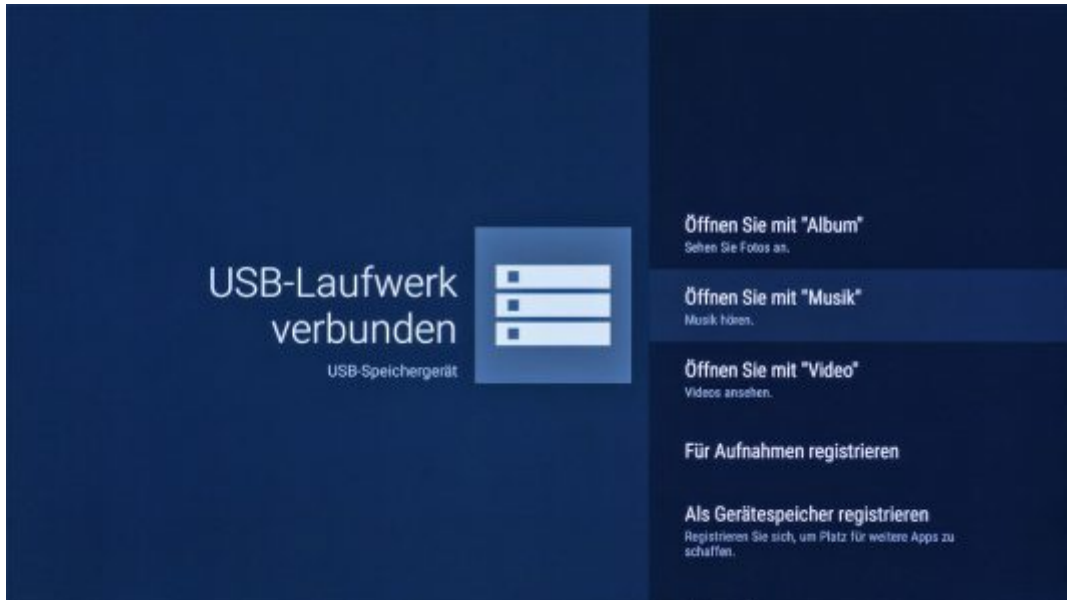 USB-Laufwerk
verbunden
USB-Speichergerät
Öffnen Sie mit "Album"
Sehen Sie Fotos an.
Öffnen Sie mit "Musik"
Musik hören.
Öffnen Sie mit "Video"
Videos ansehen.
Für Aufnahmen registrieren
Als Gerätespeicher registrieren
Registrieren Sie sich, um Platz für weitere Apps zu
schaffen.